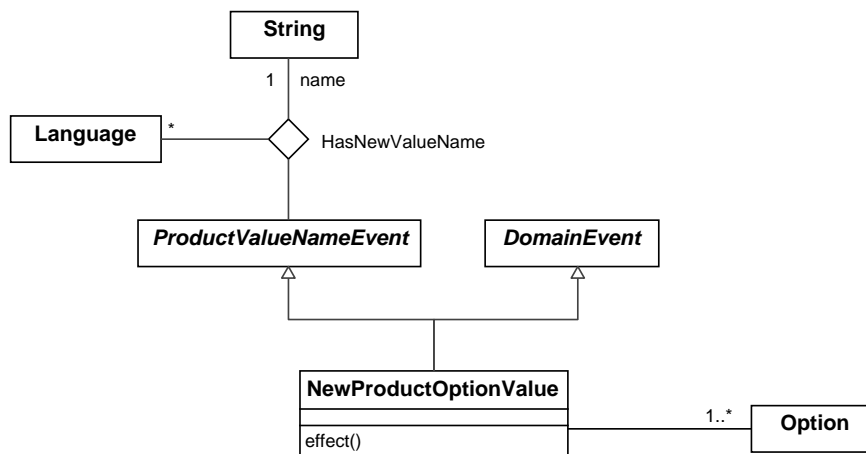 String
1 name
Language
*
HasNewValueName
ProductValueNameEvent
DomainEvent
NewProductOptionValue
effect()
1..*
Option